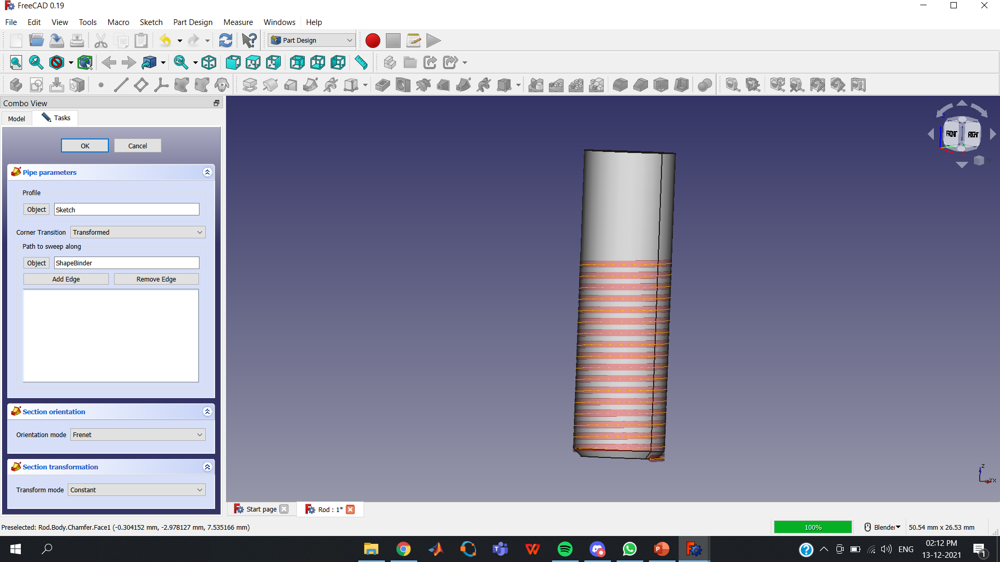 FreeCAD 0.19
File Edit View Tools Macro Sketch Part Design Measure Windows Help
Part Design
Combo View
Model Tasks
OK Cancel
Pipe parameters
Profile
Object Sketch
Corner Transition Transformed
Path to sweep along
Object ShapeBinder
Add Edge Remove Edge
Section orientation
Orientation mode Frenet
Section transformation
Transform mode Constant
Z
FRONT RIGHT
Z
Yx
Start page Rod : 1*
Preselected: Rod.Body.Chamfer.Face1 (-0.304152 mm, -2.978127 mm, 7.535166 mm)
100% Blender 50.54 mm x 26.53 mm
ENG
02:12 PM
13-12-2021
1